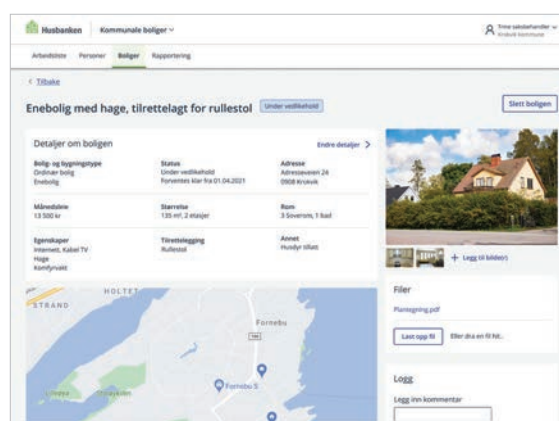 Husbanken
Kommunale boliger
Trine saksbehandler
Krokvik kommune
Arbeidsliste Personer Boliger Rapportering
< Tilbake
Enebolig med hage, tilrettelagt for rullestol
Under vedlikehold
Slett boligen
Detaljer om boligen
Endre detaljer >
Bolig- og bygningstype
Ordinær bolig
Enebolig
Status
Under vedlikehold
Forventes klar fra 01.04.2021
Adresse
Adresseveien 24
0908 Krokvik
Månedsleie
13 500 kr
Størrelse
135 m², 2 etasjer
Rom
3 Soverom, 1 bad
Egenskaper
Internett, Kabel TV
Hage
Komfyrvakt
Tilrettelegging
Rullestol
Annet
Husdyr tillatt
+ Legg til bilde(r)
Filer
Plantegning.pdf
Last opp fil
Eller dra en fil hit..
Logg
Legg inn kommentar
HOLTET
STRAND
Fornebu
Fornebo S